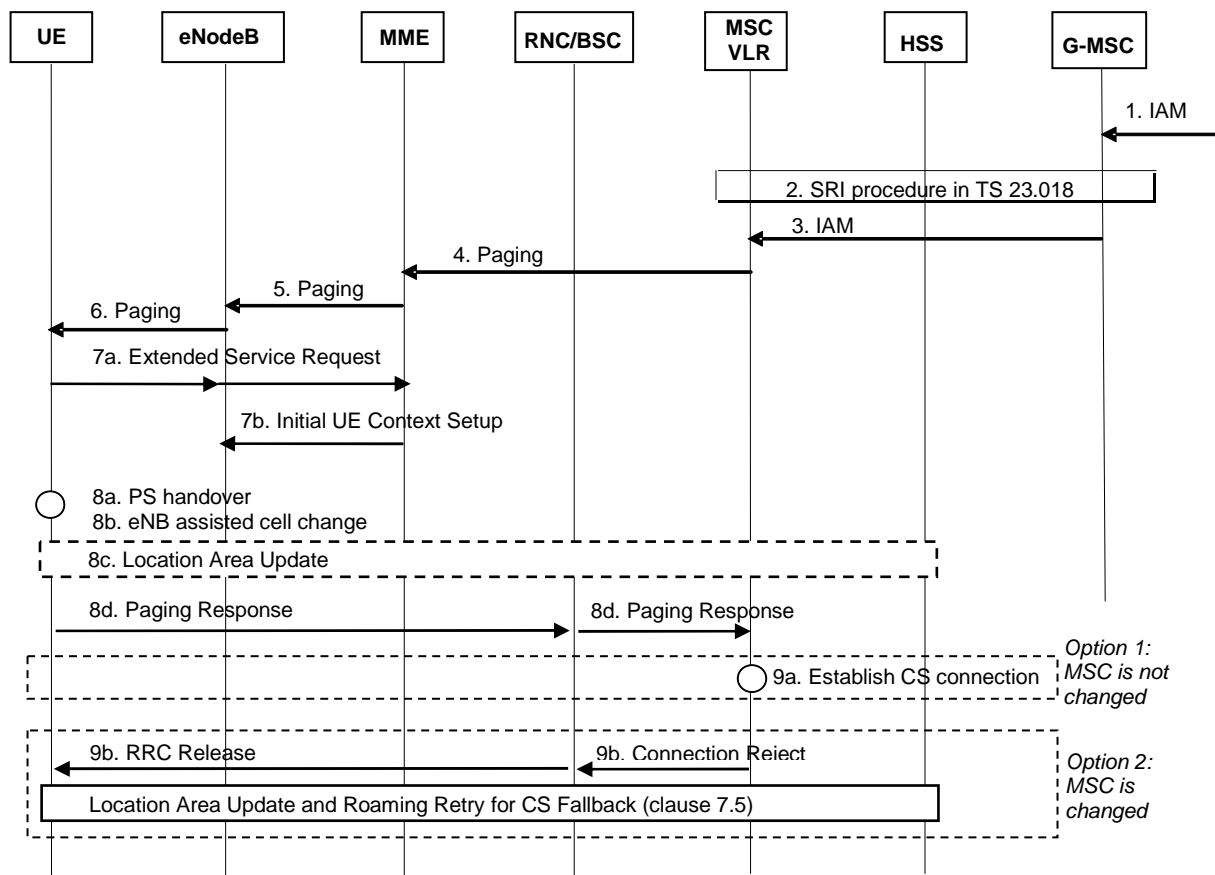 UE
eNodeB
MME
RNC/BSC
MSC
VLR
HSS
G-MSC
1. IAM
2. SRI procedure in TS 23.018
3. IAM
4. Paging
5. Paging
6. Paging
7a. Extended Service Request
7b. Initial UE Context Setup
8a. PS handover
8b. eNB assisted cell change
8c. Location Area Update
8d. Paging Response
8d. Paging Response
Option 1:
MSC is not
changed
9a. Establish CS connection
9b. RRC Release
9b. Connection Reject
Option 2:
MSC is
changed
Location Area Update and Roaming Retry for CS Fallback (clause 7.5)